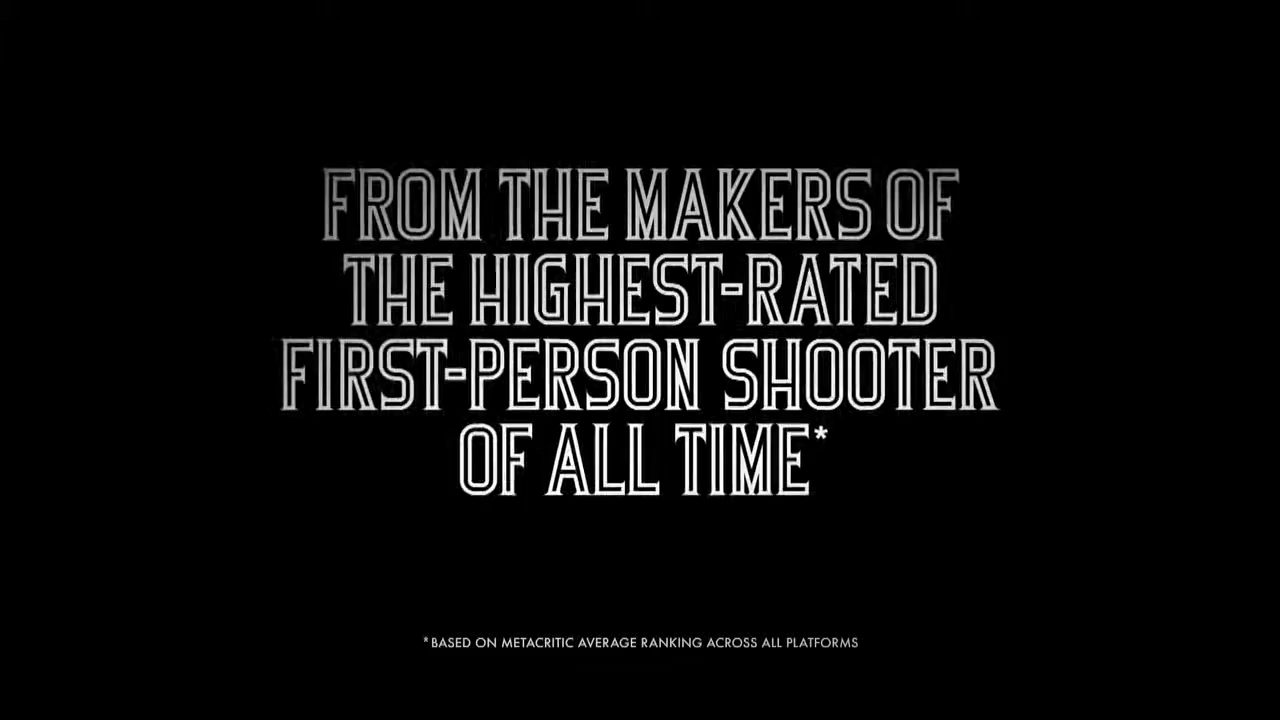 FROM THE MAKERS OF
THE HIGHEST-RATED
FIRST-PERSON SHOOTER
OF ALL TIME*
*BASED ON METACRITIC AVERAGE RANKING ACROSS ALL PLATFORMS